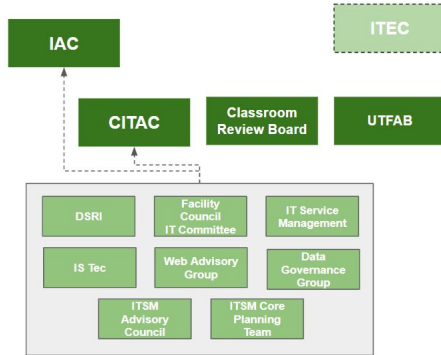 ITEC
IAC
CITAC
Classroom
Review Board
UTFAB
DSRI
Facility
Council
IT Committee
IT Service
Management
IS Tec
Web Advisory
Group
Data
Governance
Group
ITSM
Advisory
Council
ITSM Core
Planning
Team